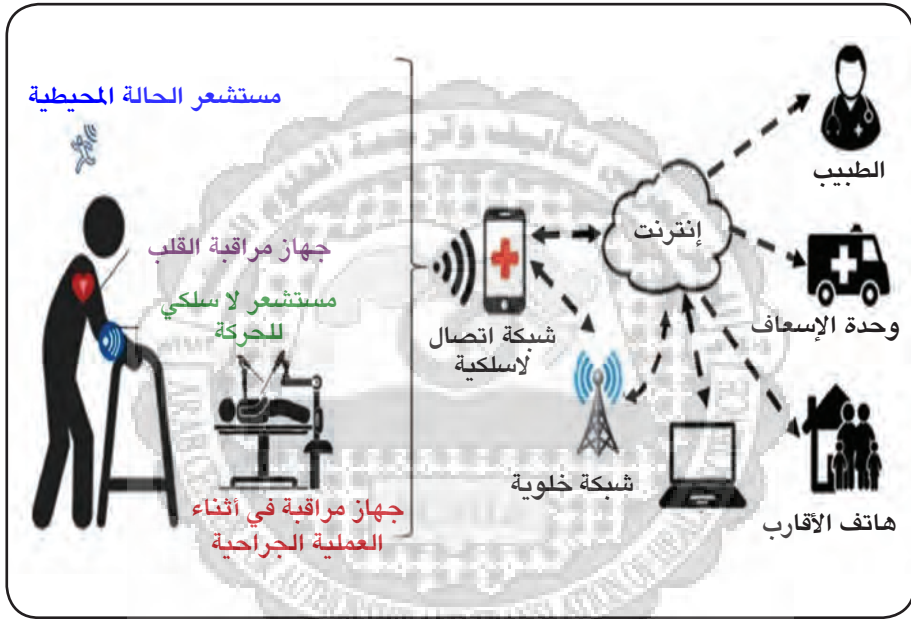 مستشعر الحالة المحيطية
جهاز مراقبة القلب
مستشعر لا سلكي
للحركة
جهاز مراقبة في أثناء
العملية الجراحية
شبكة اتصال
لاسلكية
إنترنت
شبكة خلوية
الطبيب
وحدة الإسعاف
هاتف الأقارب